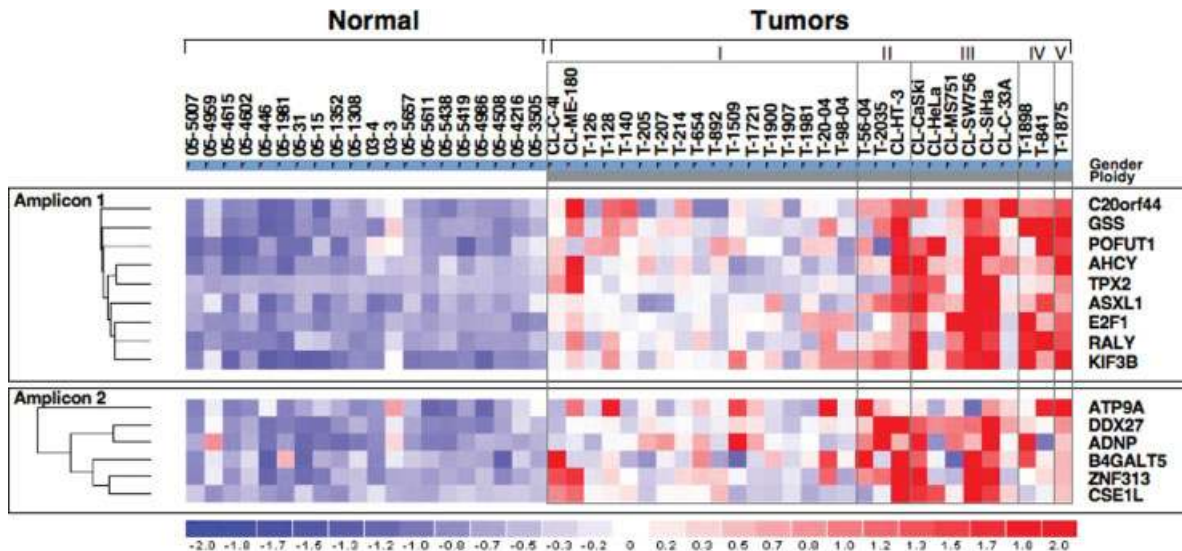 Normal
Tumors
I II III IV V
05-5007
05-4959
05-4615
05-4602
05-446
05-1981
05-31
05-15
05-1352
05-1308
03-4
03-3
05-5657
05-5611
05-5438
05-5419
05-4986
05-4508
05-4216
05-3505
CL-C-4I
CL-ME-180
T-126
T-128
T-140
T-205
T-207
T-214
T-654
T-892
T-1509
T-1721
T-1900
T-1907
T-1981
T-20-04
T-98-04
T-56-04
T-2035
CL-HT-3
CL-CaSki
CL-HeLa
CL-MS751
CL-SW756
CL-SiHa
CL-C-33A
T-1898
T-841
T-1875
Gender
Ploidy
Amplicon 1
C20orf44
GSS
POFUT1
AHCY
TPX2
ASXL1
E2F1
RALY
KIF3B
Amplicon 2
ATP9A
DDX27
ADNP
B4GALT5
ZNF313
CSE1L
-2.0 -1.8 -1.7 -1.5 -1.3 -1.2 -1.0 -0.8 -0.7 -0.5 -0.3 -0.2 0 0.2 0.3 0.5 0.7 0.8 1.0 1.2 1.3 1.5 1.7 1.8 2.0